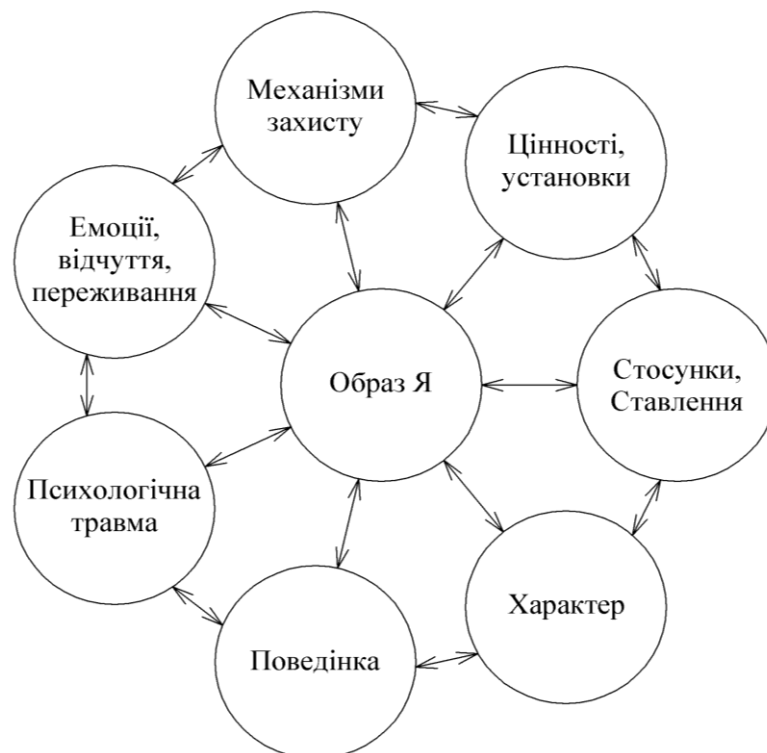 Механізми
захисту
Цінності,
установки
Емоції,
відчуття,
переживання
Образ Я
Стосунки,
Ставлення
Психологічна
травма
Характер
Поведінка